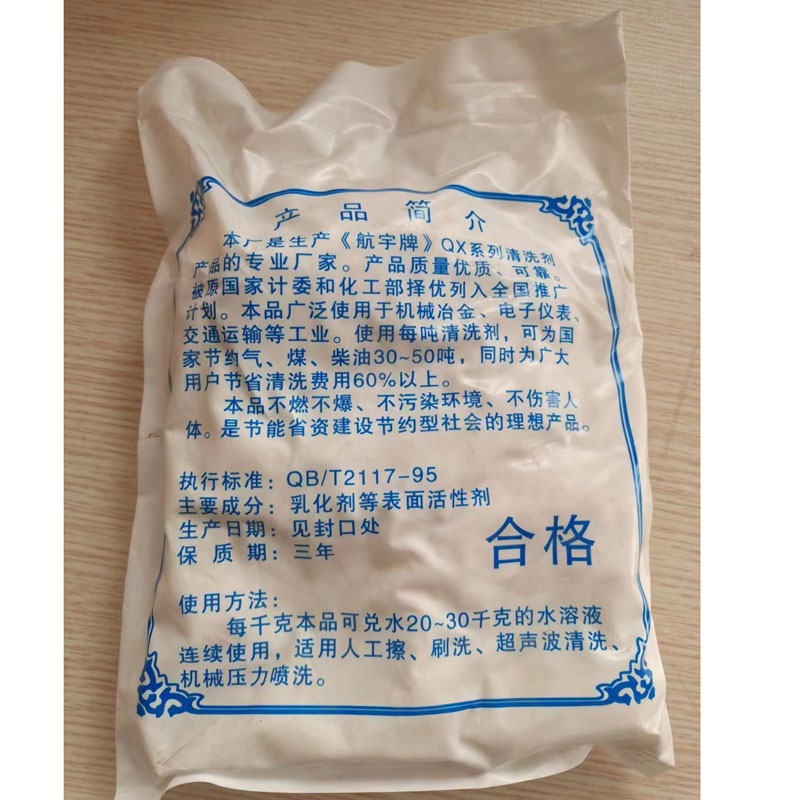 产品简介
本厂是生产《航宇牌》QX系列清洗剂
产品的专业厂家。产品质量优质、可靠。
被原国家计委和化工部择优列入全国推广
计划。本品广泛使用于机械冶金、电子仪表、
交通运输等工业。使用每吨清洗剂，可为国
家节约气、煤、柴油30~50吨，同时为广大
用户节省清洗费用60%以上。
本品不燃不爆、不污染环境、不伤害人
体。是节能省资建设节约型社会的理想产品。
执行标准：QB/T2117-95
主要成分：乳化剂等表面活性剂
生产日期：见封口处
保质期：三年
合格
使用方法：
每千克本品可兑水20~30千克的水溶液
连续使用，适用人工擦、刷洗、超声波清洗、
机械压力喷洗。